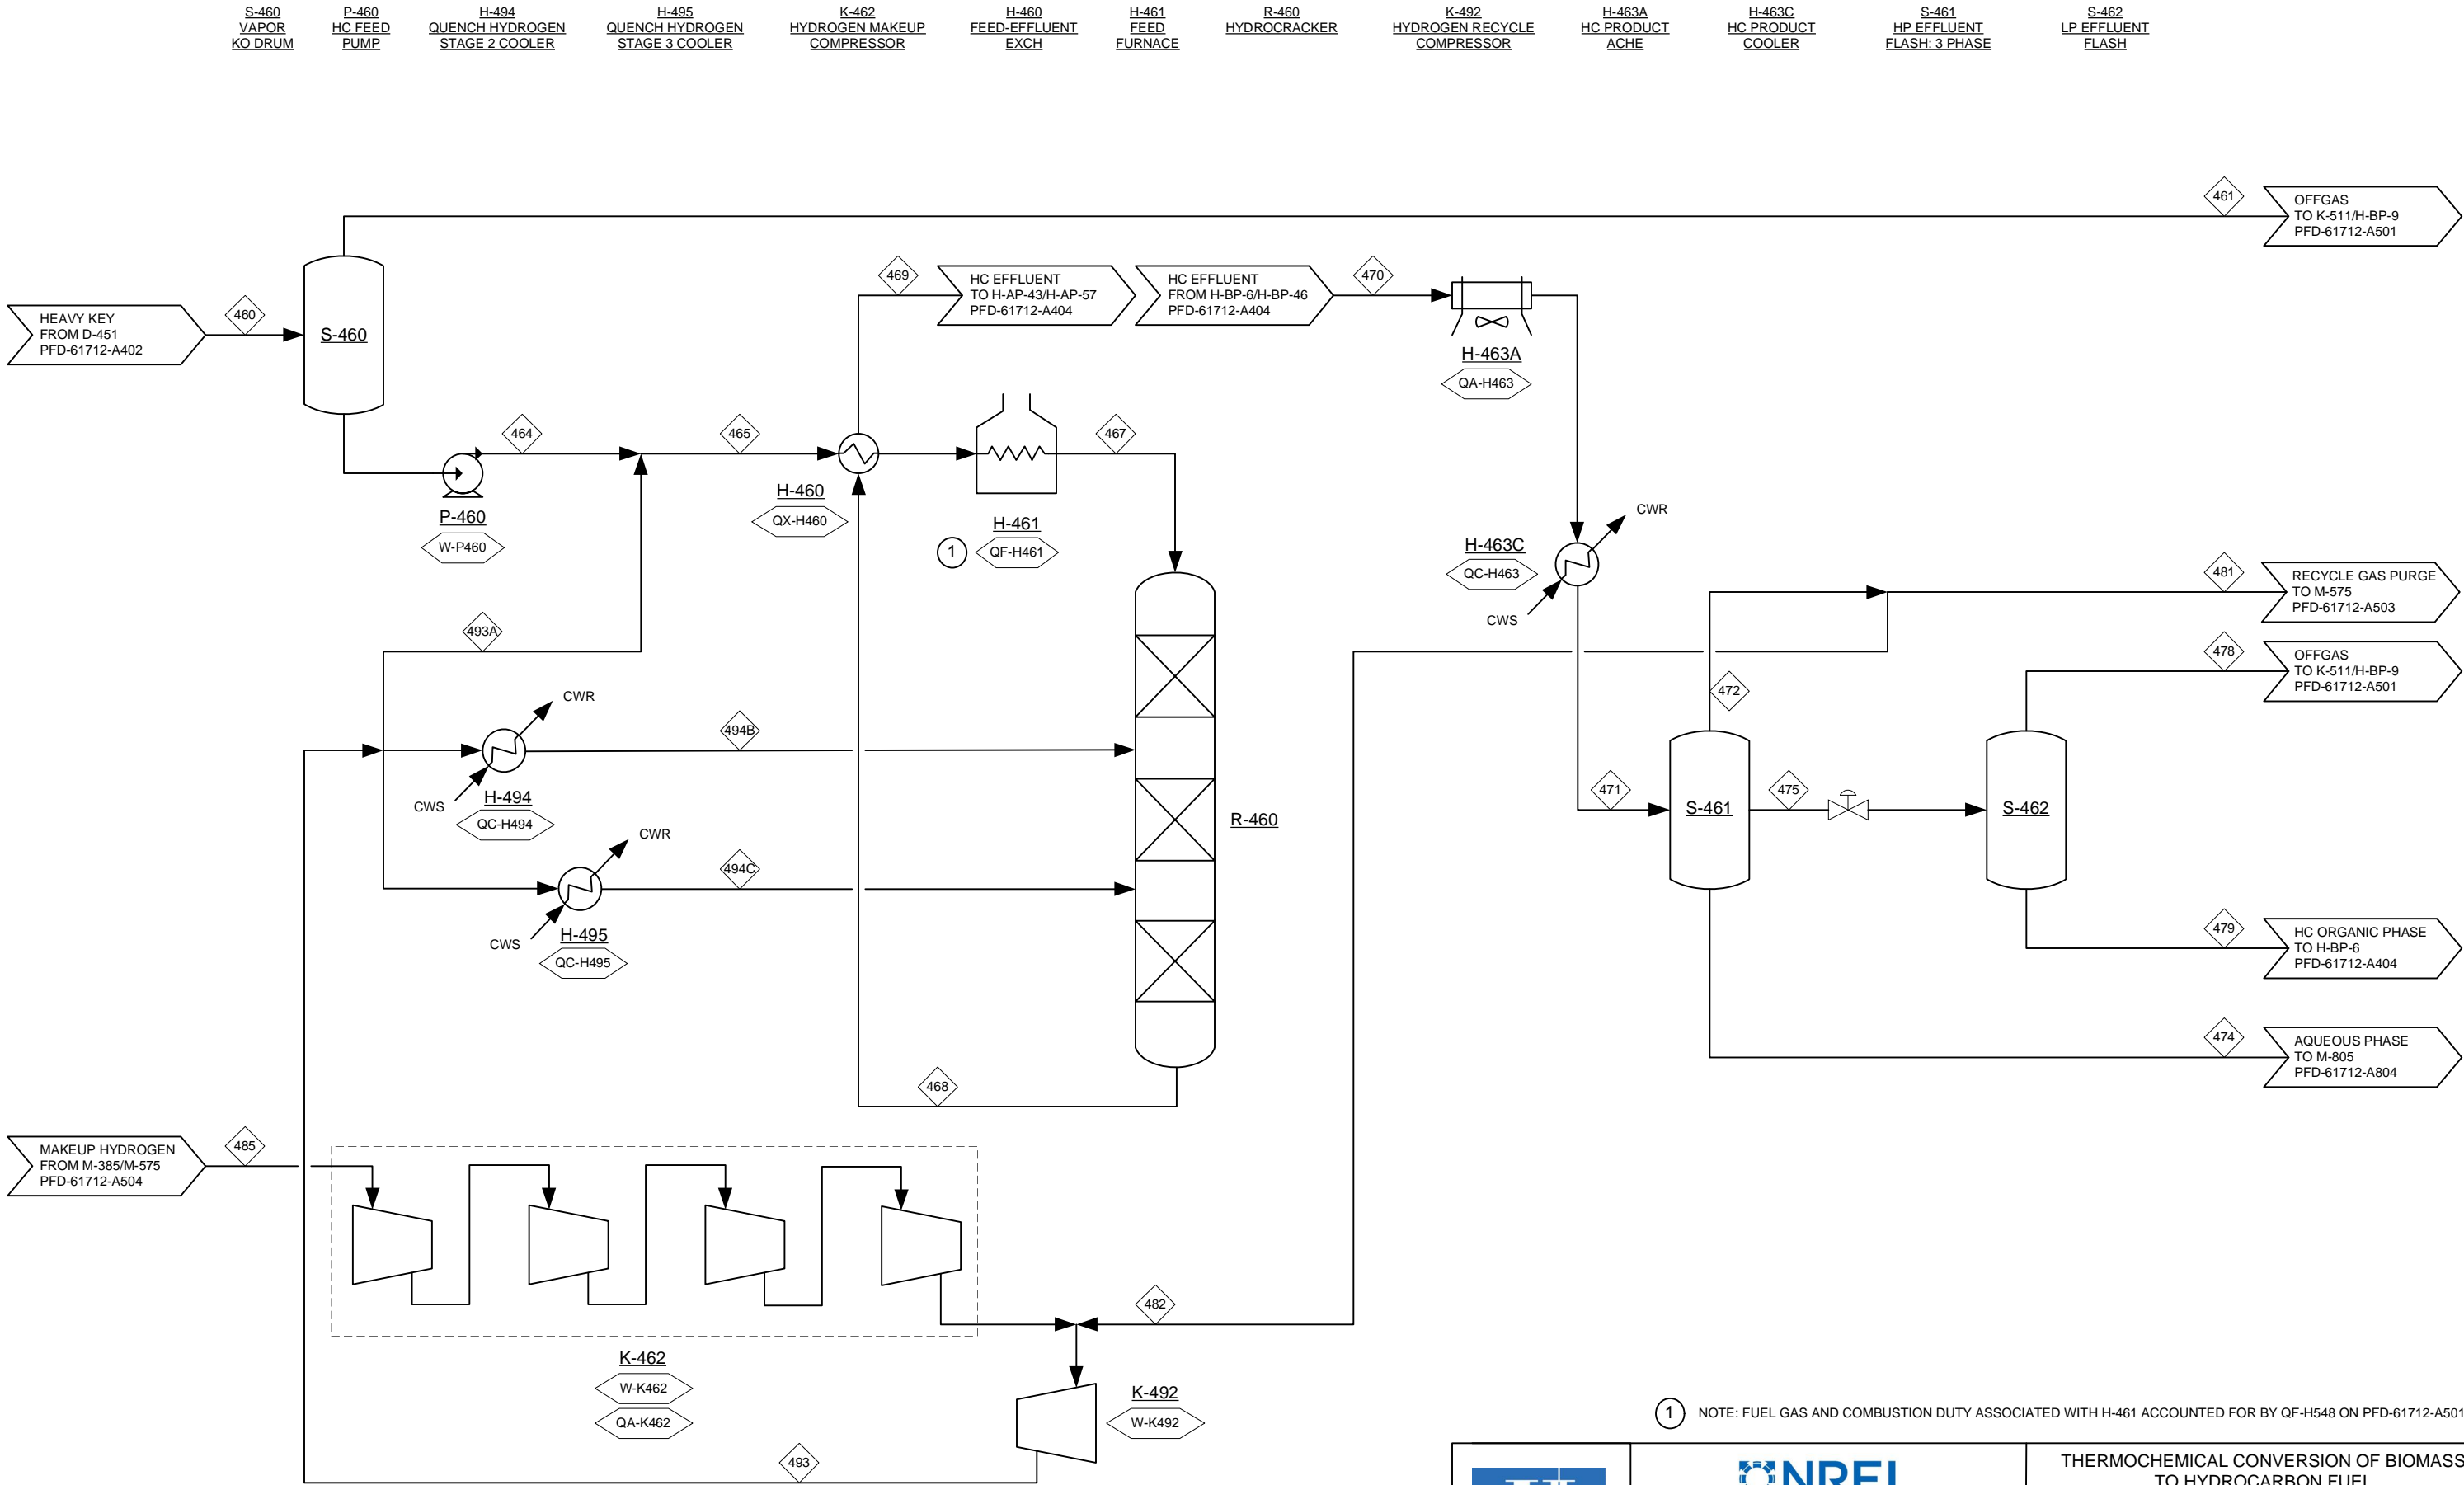 S-460
VAPOR
KO DRUM
P-460
HC FEED
PUMP
H-494
QUENCH HYDROGEN
STAGE 2 COOLER
H-495
QUENCH HYDROGEN
STAGE 3 COOLER
K-462
HYDROGEN MAKEUP
COMPRESSOR
H-460
FEED-EFFLUENT
EXCH
H-461
FEED
FURNACE
R-460
HYDROCRACKER
K-492
HYDROGEN RECYCLE
COMPRESSOR
H-463A
HC PRODUCT
ACHE
H-463C
HC PRODUCT
COOLER
S-461
HP EFFLUENT
FLASH: 3 PHASE
S-462
LP EFFLUENT
FLASH
461
OFFGAS
TO K-511/H-BP-9
PFD-61712-A501
469
HC EFFLUENT
TO H-AP-43/H-AP-57
PFD-61712-A404
HC EFFLUENT
FROM H-BP-6/H-BP-46
PFD-61712-A404
470
HEAVY KEY
FROM D-451
PFD-61712-A402
460
S-460
H-463A
QA-H463
464
465
467
P-460
W-P460
H-460
QX-H460
H-461
1
QF-H461
H-463C
QC-H463
CWR
CWS
481
RECYCLE GAS PURGE
TO M-575
PFD-61712-A503
493A
478
OFFGAS
TO K-511/H-BP-9
PFD-61712-A501
472
CWR
494B
CWS
H-494
QC-H494
471
S-461
475
S-462
R-460
CWR
494C
CWS
H-495
QC-H495
479
HC ORGANIC PHASE
TO H-BP-6
PFD-61712-A404
474
AQUEOUS PHASE
TO M-805
PFD-61712-A804
468
MAKEUP HYDROGEN
FROM M-385/M-575
PFD-61712-A504
485
482
K-462
W-K462
QA-K462
K-492
W-K492
493
1 NOTE: FUEL GAS AND COMBUSTION DUTY ASSOCIATED WITH H-461 ACCOUNTED FOR BY QF-H548 ON PFD-61712-A501
NREL
THERMOCHEMICAL CONVERSION OF BIOMASS
TO HYDROCARBON FUEL